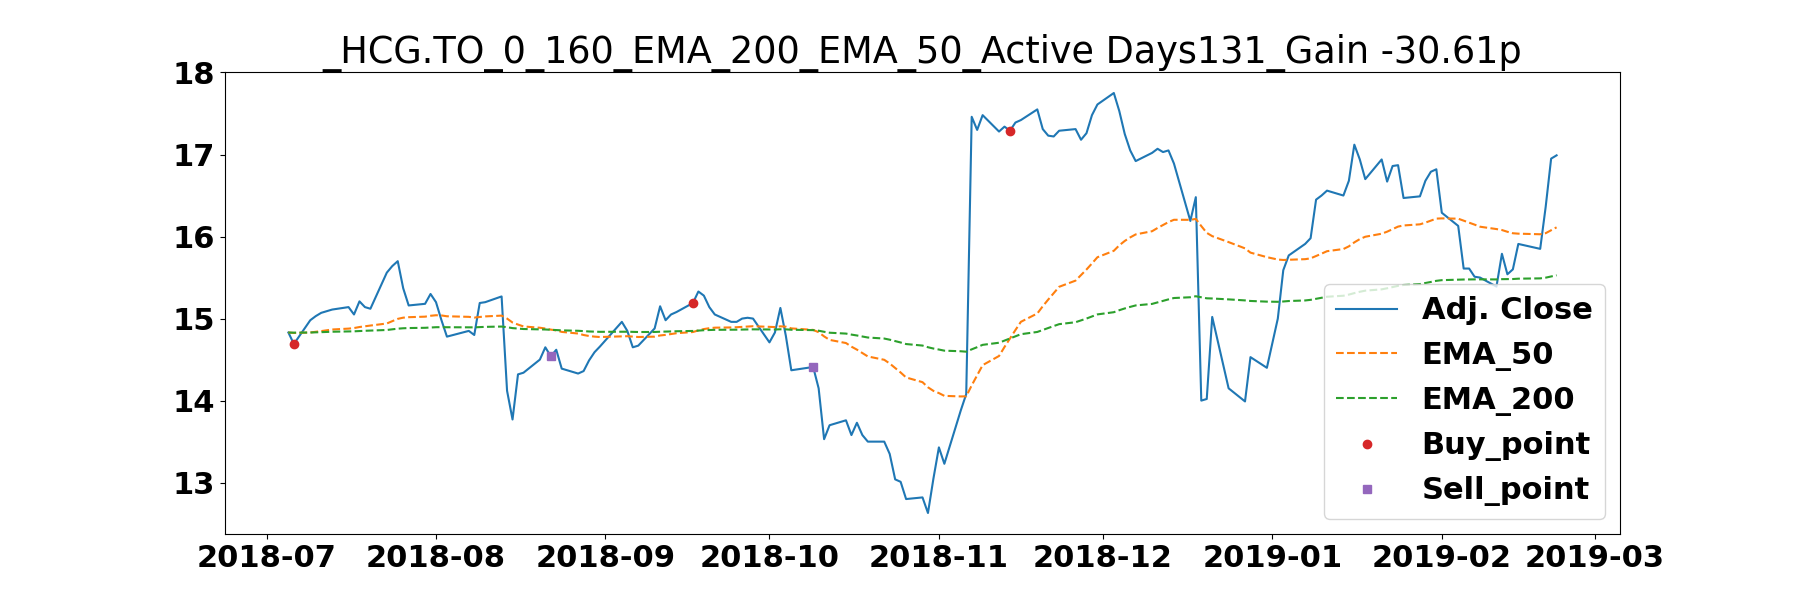 _HCG.TO_0_160_EMA_200_EMA_50_Active Days131_Gain -30.61p
18
17
16
15
14
13
Adj. Close
EMA_50
EMA_200
Buy_point
Sell_point
2018-07 2018-08 2018-09 2018-10 2018-11 2018-12 2019-01 2019-02 2019-03